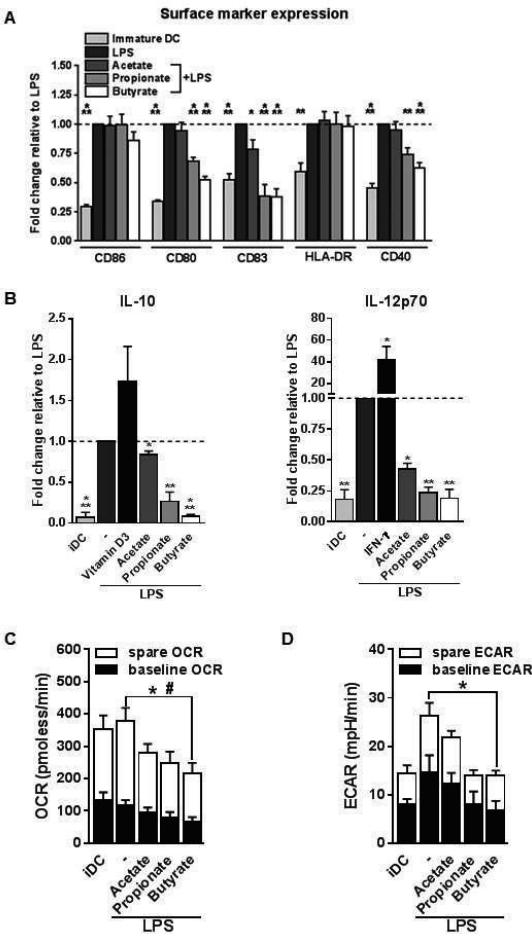 A
Surface marker expression
Immature DC
LPS
Acetate
Propionate
Butyrate
+LPS
Fold change relative to LPS
1.50
1.25
1.00
0.75
0.50
0.25
0.00
* ** * ** ** * ** * ** * * ** * ** ** * ** ** * **
CD86 CD80 CD83 HLA-DR CD40
B
IL-10
Fold change relative to LPS
2.5
2.0
1.5
1.0
0.5
0.0
* ** * ** * **
iDC - Vitamin D3 Acetate Propionate Butyrate
LPS
IL-12p70
Fold change relative to LPS
80
60
40
20
1.00
0.75
0.50
0.25
0.00
** * * ** **
iDC - IFN-γ Acetate Propionate Butyrate
LPS
C
spare OCR
baseline OCR
* #
OCR (pmoless/min)
600
500
400
300
200
100
0
iDC - Acetate Propionate Butyrate
LPS
D
spare ECAR
baseline ECAR
*
ECAR (mpH/min)
40
30
20
10
0
iDC - Acetate Propionate Butyrate
LPS